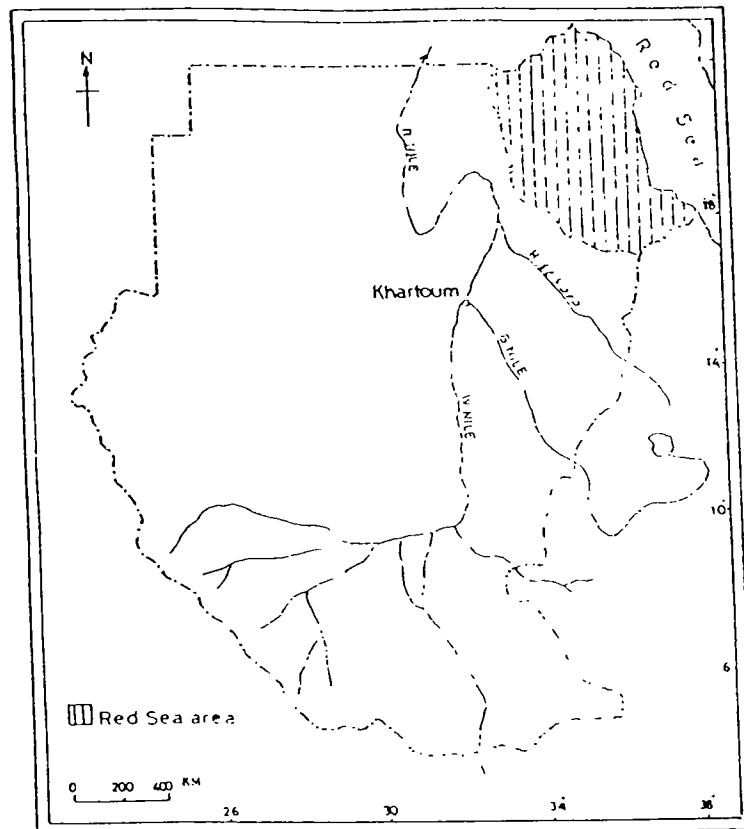 N
Red Sea
N. NILE
18°
Khartoum
14°
B NILE
W NILE
10
6
Red Sea area
0 200 400 KM
26 30 34° 38°